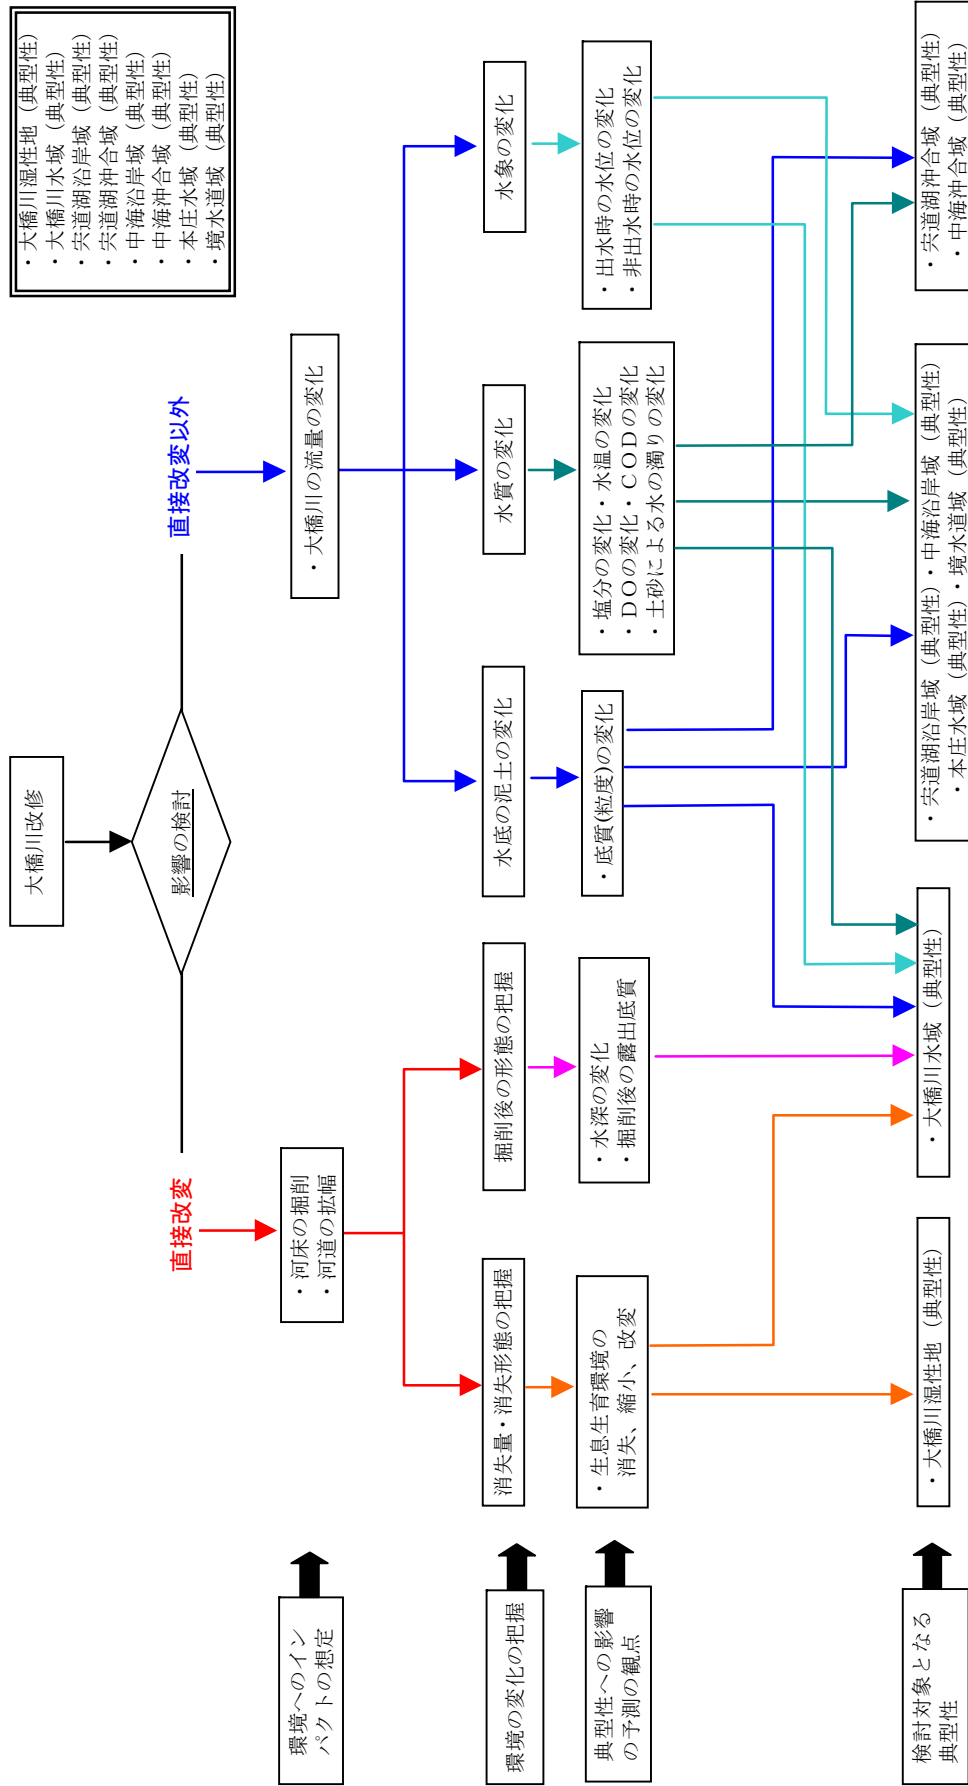 大橋川改修
影響の検討
・大橋川湿性地（典型性）
・大橋川水域（典型性）
・宍道湖沿岸域（典型性）
・宍道湖沖合域（典型性）
・中海沿岸域（典型性）
・中海沖合域（典型性）
・本庄水域（典型性）
・境水道域（典型性）
直接改変
直接改変以外
環境へのイン
パクトの想定
・河床の掘削
・河道の拡幅
・大橋川の流量の変化
環境の変化の把握
消失量・消失形態の把握
掘削後の形態の把握
水底の泥土の変化
水質の変化
水象の変化
典型性への影響
の予測の観点
・生息生育環境の
消失、縮小、改変
・水深の変化
・掘削後の露出底質
・底質(粒度)の変化
・塩分の変化・水温の変化
・ＤＯの変化・ＣＯＤの変化
・土砂による水の濁りの変化
・出水時の水位の変化
・非出水時の水位の変化
検討対象となる
典型性
・大橋川湿性地（典型性）
・大橋川水域（典型性）
・宍道湖沿岸域（典型性）・中海沿岸域（典型性）
・本庄水域（典型性）・境水道域（典型性）
・宍道湖沖合域（典型性）
・中海沖合域（典型性）